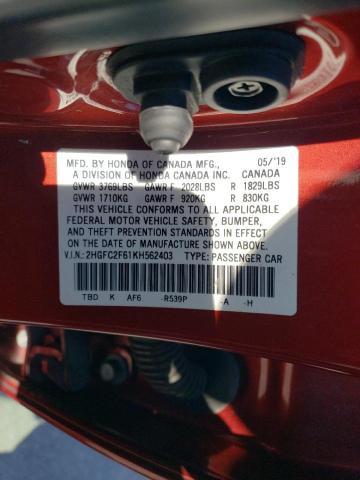 MFD. BY HONDA OF CANADA MFG., 05/'19
A DIVISION OF HONDA CANADA INC. CANADA
GVWR 3769LBS GAWR F 2028LBS R 1829LBS
GVWR 1710KG GAWR F 920KG R 830KG
THIS VEHICLE CONFORMS TO ALL APPLICABLE
FEDERAL MOTOR VEHICLE SAFETY, BUMPER,
AND THEFT PREVENTION STANDARDS IN EFFECT
ON THE DATE OF MANUFACTURE SHOWN ABOVE.
V.I.N.: 2HGFC2F61KH562403 TYPE: PASSENGER CAR
TBD K AF6 -R539P -A -H